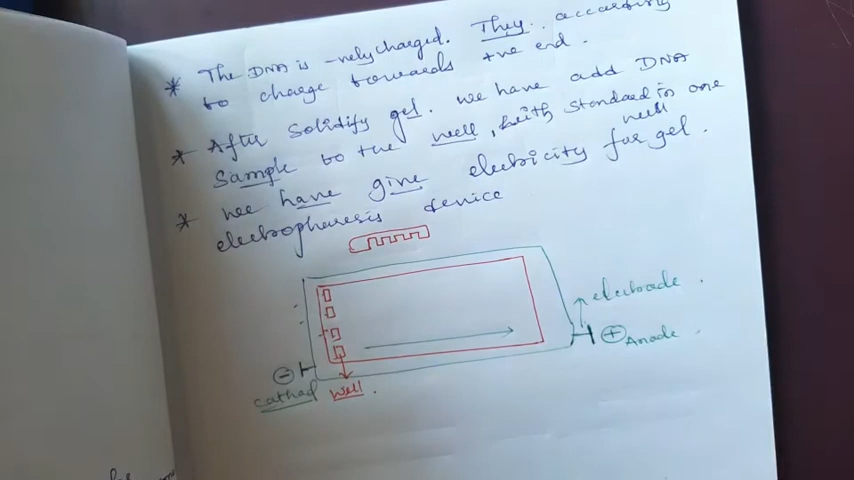 * The DNA is -vely charged. They.. according
to charge towards +ve end.
* After Solidify gel. we have add DNA
Sample to the well, with standard in one well
* we have give electricity for gel.
electrophoresis device
electrode.
+ Anode
- cathod
well.